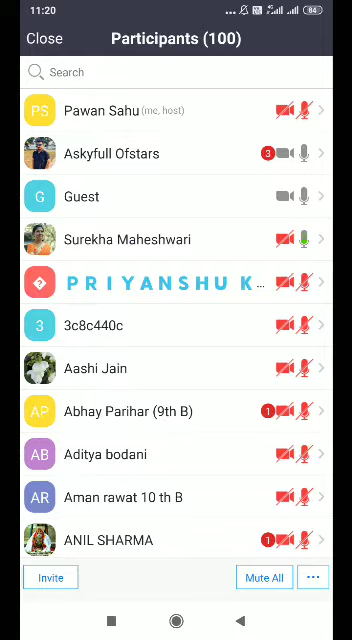 11:20
4G
84
Close
Participants (100)
Search
PS
Pawan Sahu (me, host)
Askyfull Ofstars
3
G
Guest
Surekha Maheshwari
P R I Y A N S H U K ...
3
3c8c440c
Aashi Jain
AP
Abhay Parihar (9th B)
1
AB
Aditya bodani
AR
Aman rawat 10 th B
ANIL SHARMA
1
Invite
Mute All
...